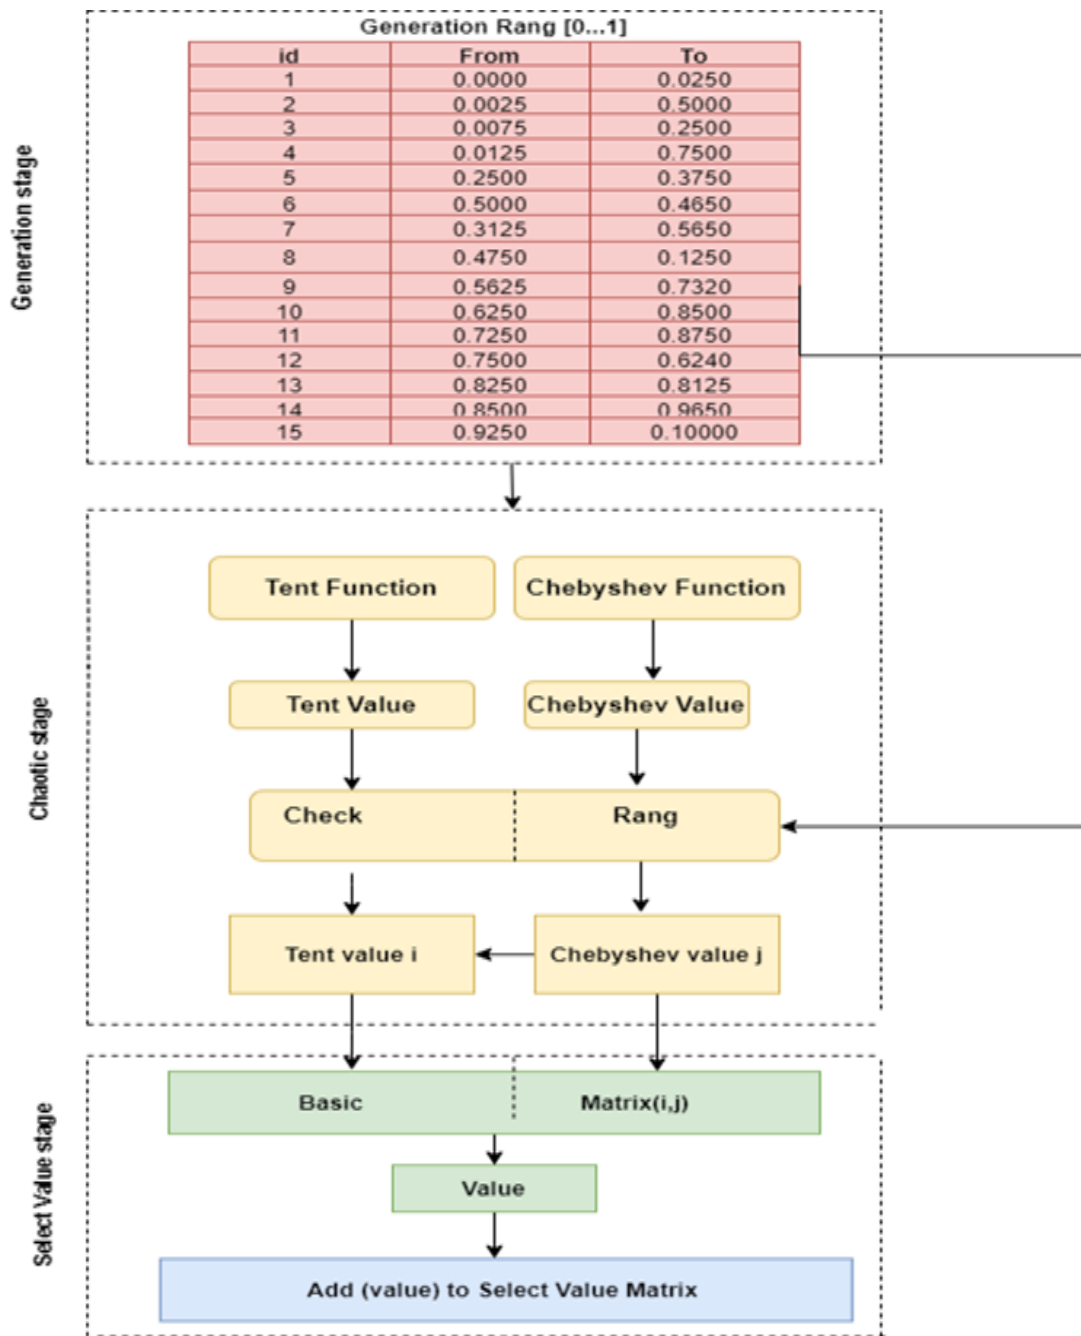 Generation Rang [0...1]
id From To
1 0.0000 0.0250
2 0.0025 0.5000
3 0.0075 0.2500
4 0.0125 0.7500
5 0.2500 0.3750
6 0.5000 0.4650
7 0.3125 0.5650
8 0.4750 0.1250
9 0.5625 0.7320
10 0.6250 0.8500
11 0.7250 0.8750
12 0.7500 0.6240
13 0.8250 0.8125
14 0.8500 0.9650
15 0.9250 0.10000
Generation stage
Tent Function Chebyshev Function
Tent Value Chebyshev Value
Check Rang
Tent value i Chebyshev value j
Chaotic stage
Basic Matrix(i,j)
Value
Add (value) to Select Value Matrix
Select Value stage